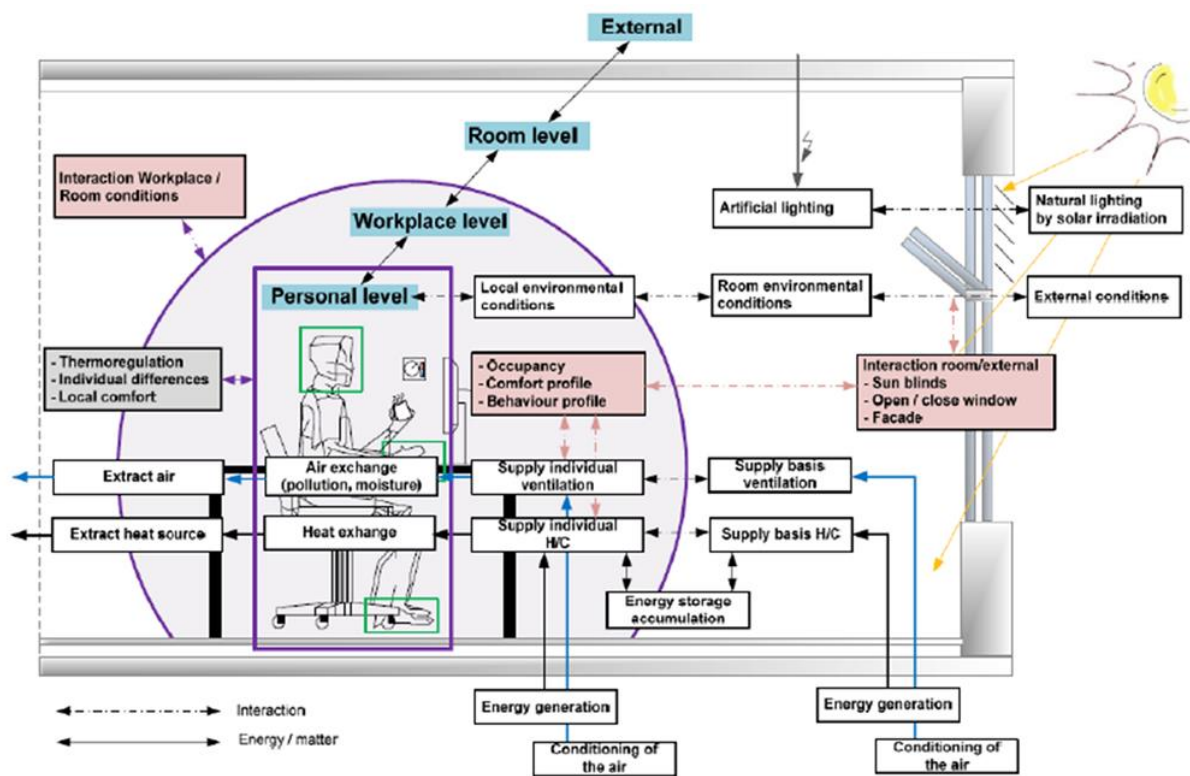 External
Room level
Interaction Workplace /
Room conditions
Workplace level
Artificial lighting
Natural lighting
by solar irradiation
Personal level
Local environmental
conditions
Room environmental
conditions
External conditions
- Thermoregulation
- Individual differences
- Local comfort
- Occupancy
- Comfort profile
- Behaviour profile
Interaction room/external
- Sun blinds
- Open / close window
- Facade
Extract air
Air exchange
(pollution, moisture)
Supply individual
ventilation
Supply basis
ventilation
Extract heat source
Heat exhange
Supply individual
H/C
Supply basis H/C
Energy storage
accumulation
Energy generation
Energy generation
Conditioning of
the air
Conditioning of
the air
Interaction
Energy / matter